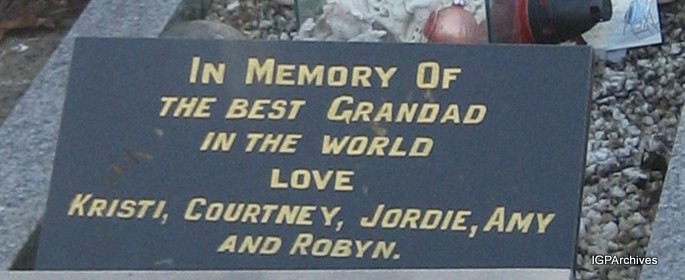 IN MEMORY OF
THE BEST GRANDAD
IN THE WORLD
LOVE
KRISTI, COURTNEY, JORDIE, AMY
AND ROBYN.
IGPArchives